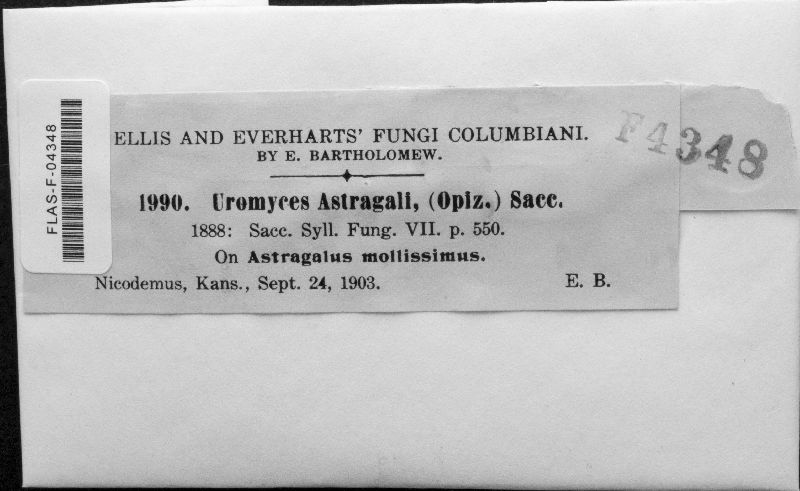 FLAS-F-04348
ELLIS AND EVERHARTS' FUNGI COLUMBIANI.
BY E. BARTHOLOMEW.
F4348
1990. Uromyces Astragali, (Opiz.) Sacc.
1888: Sacc. Syll. Fung. VII. p. 550.
On Astragalus mollissimus.
Nicodemus, Kans., Sept. 24, 1903. E. B.